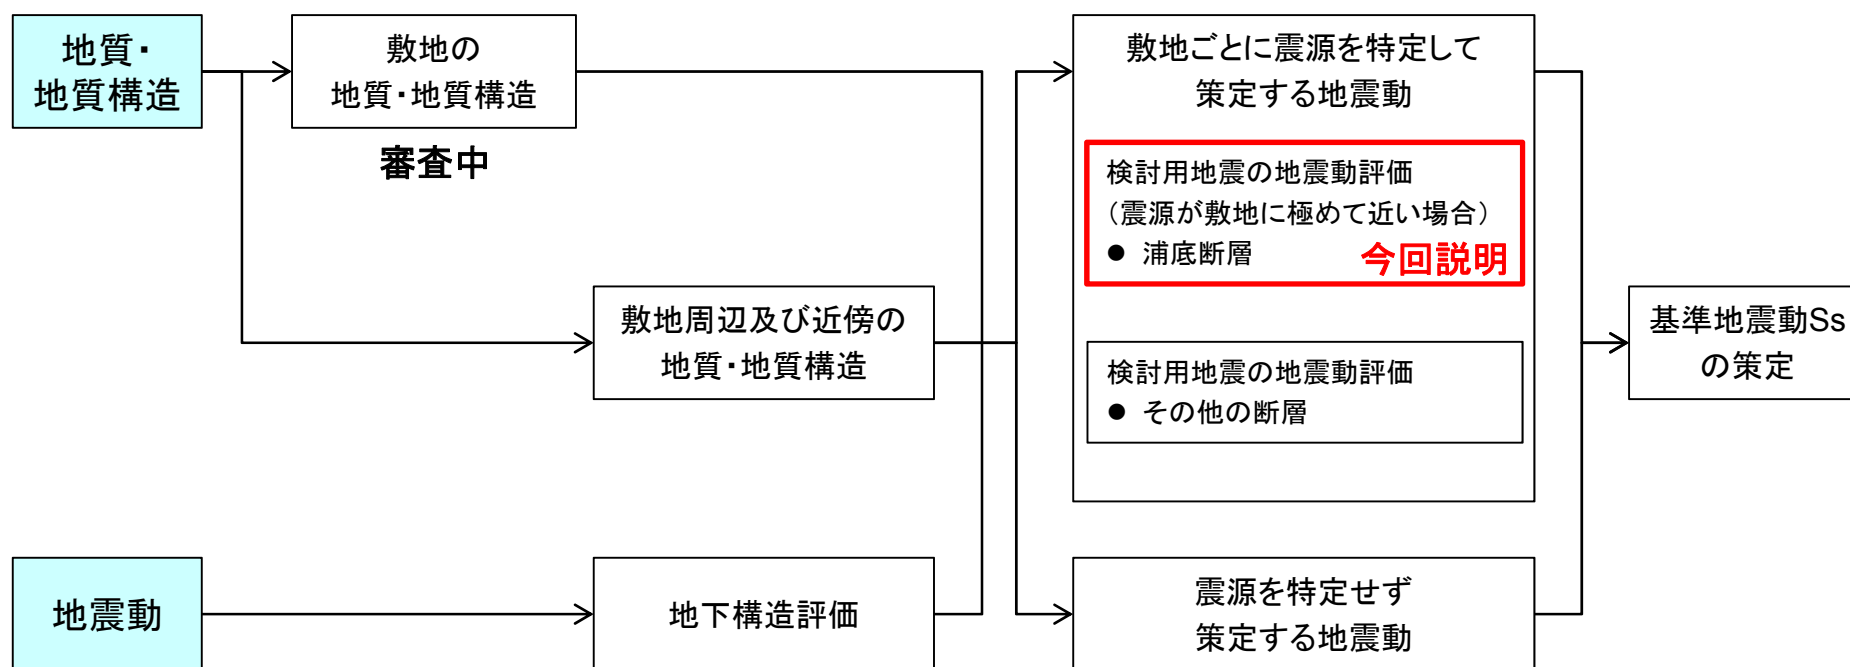 地質・
地質構造
敷地の
地質・地質構造
審査中
敷地周辺及び近傍の
地質・地質構造
地震動
地下構造評価
敷地ごとに震源を特定して
策定する地震動
検討用地震の地震動評価
（震源が敷地に極めて近い場合）
● 浦底断層
今回説明
検討用地震の地震動評価
● その他の断層
震源を特定せず
策定する地震動
基準地震動Ss
の策定